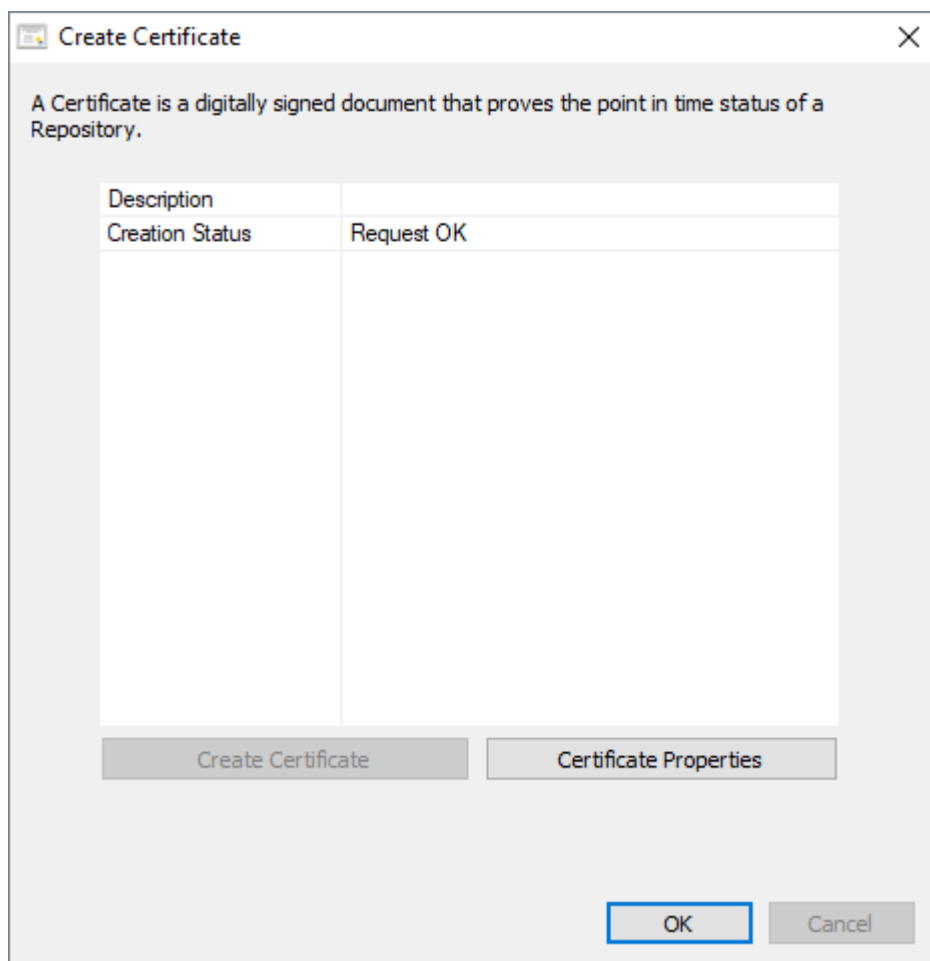 Create Certificate
A Certificate is a digitally signed document that proves the point in time status of a
Repository.
Description
Creation Status Request OK
Create Certificate Certificate Properties
OK Cancel